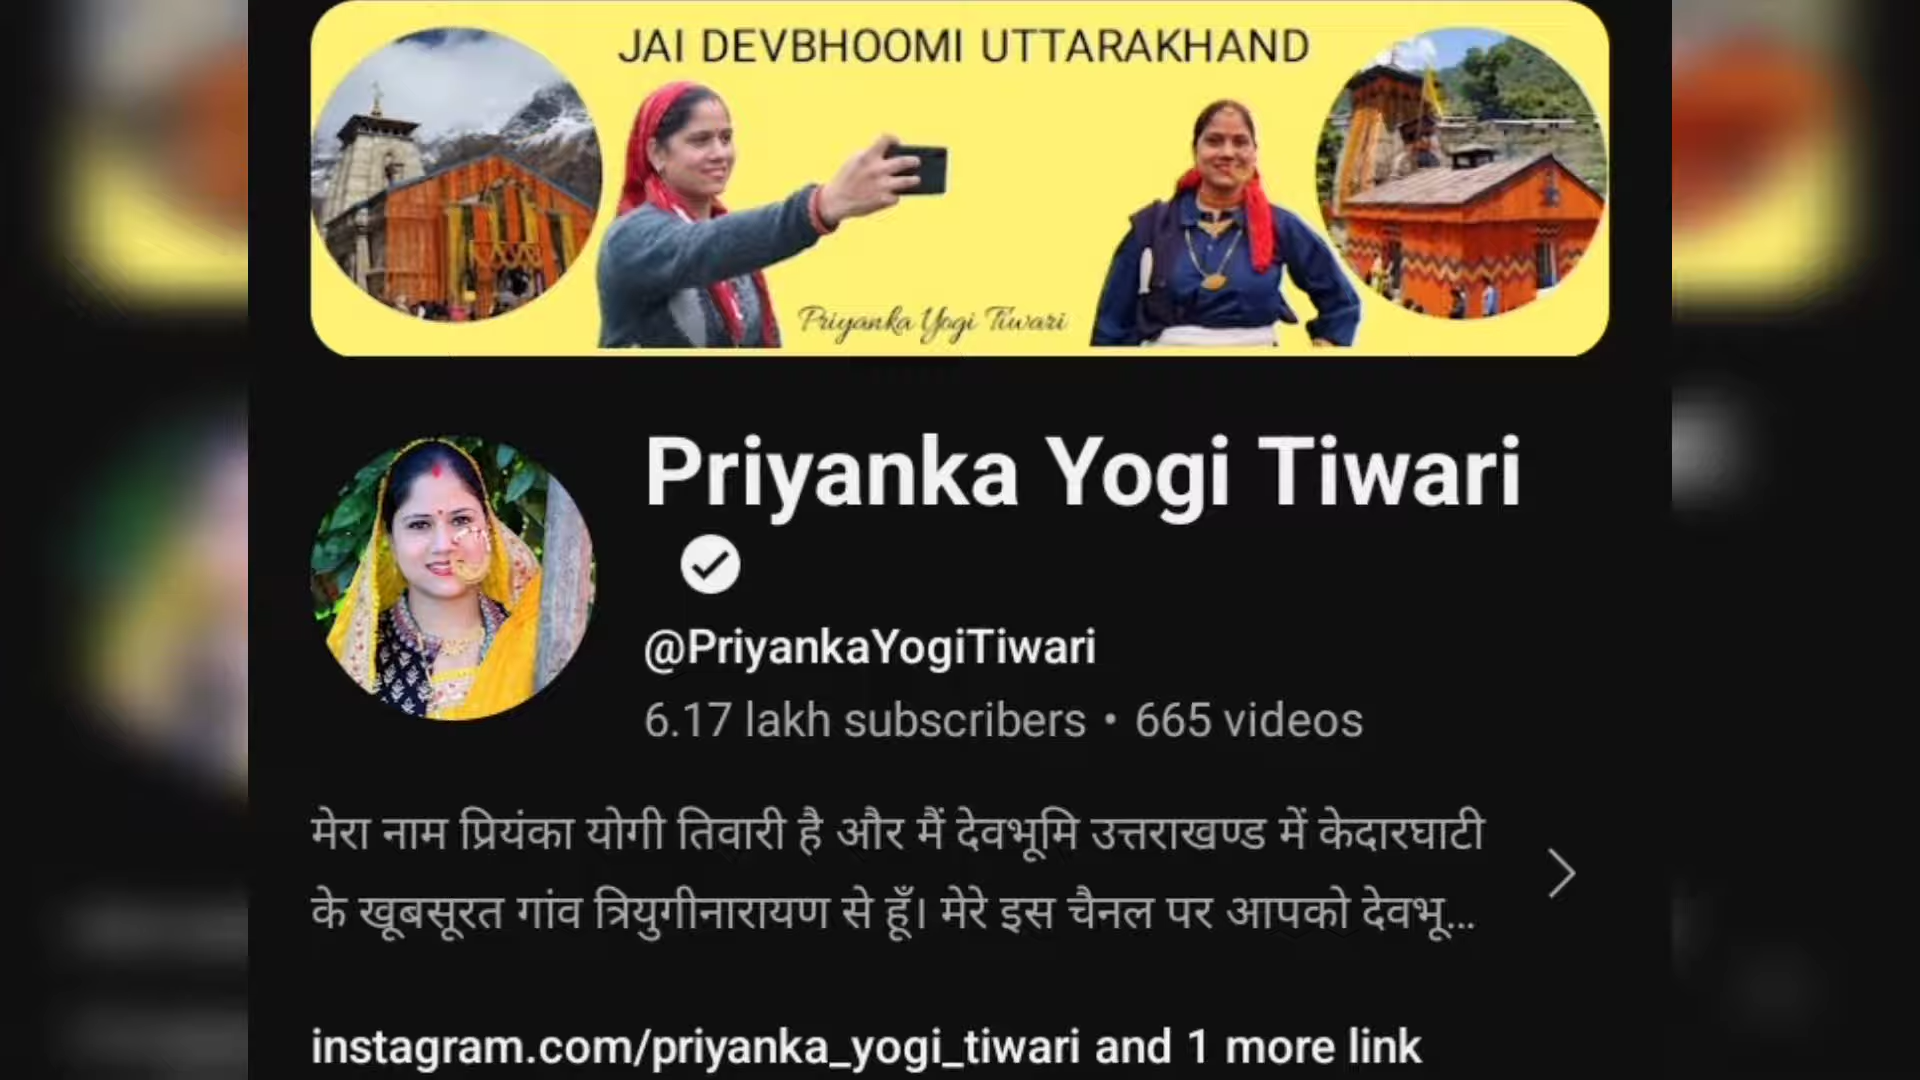 JAI DEVBHOOMI UTTARAKHAND
Priyanka Yogi Tiwari
Priyanka Yogi Tiwari
@PriyankaYogiTiwari
6.17 lakh subscribers • 665 videos
मेरा नाम प्रियंका योगी तिवारी है और मैं देवभूमि उत्तराखण्ड में केदारघाटी
के खूबसूरत गांव त्रियुगीनारायण से हूँ। मेरे इस चैनल पर आपको देवभू...
instagram.com/priyanka_yogi_tiwari and 1 more link